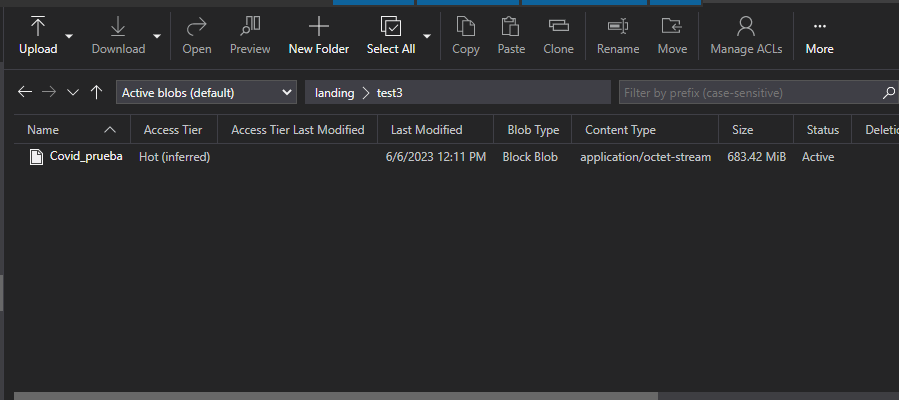 Upload Download Open Preview New Folder Select All Copy Paste Clone Rename Move Manage ACLs More
Active blobs (default) landing test3 Filter by prefix (case-sensitive)
Name Access Tier Access Tier Last Modified Last Modified Blob Type Content Type Size Status Deletio
Covid_prueba Hot (inferred) 6/6/2023 12:11 PM Block Blob application/octet-stream 683.42 MiB Active